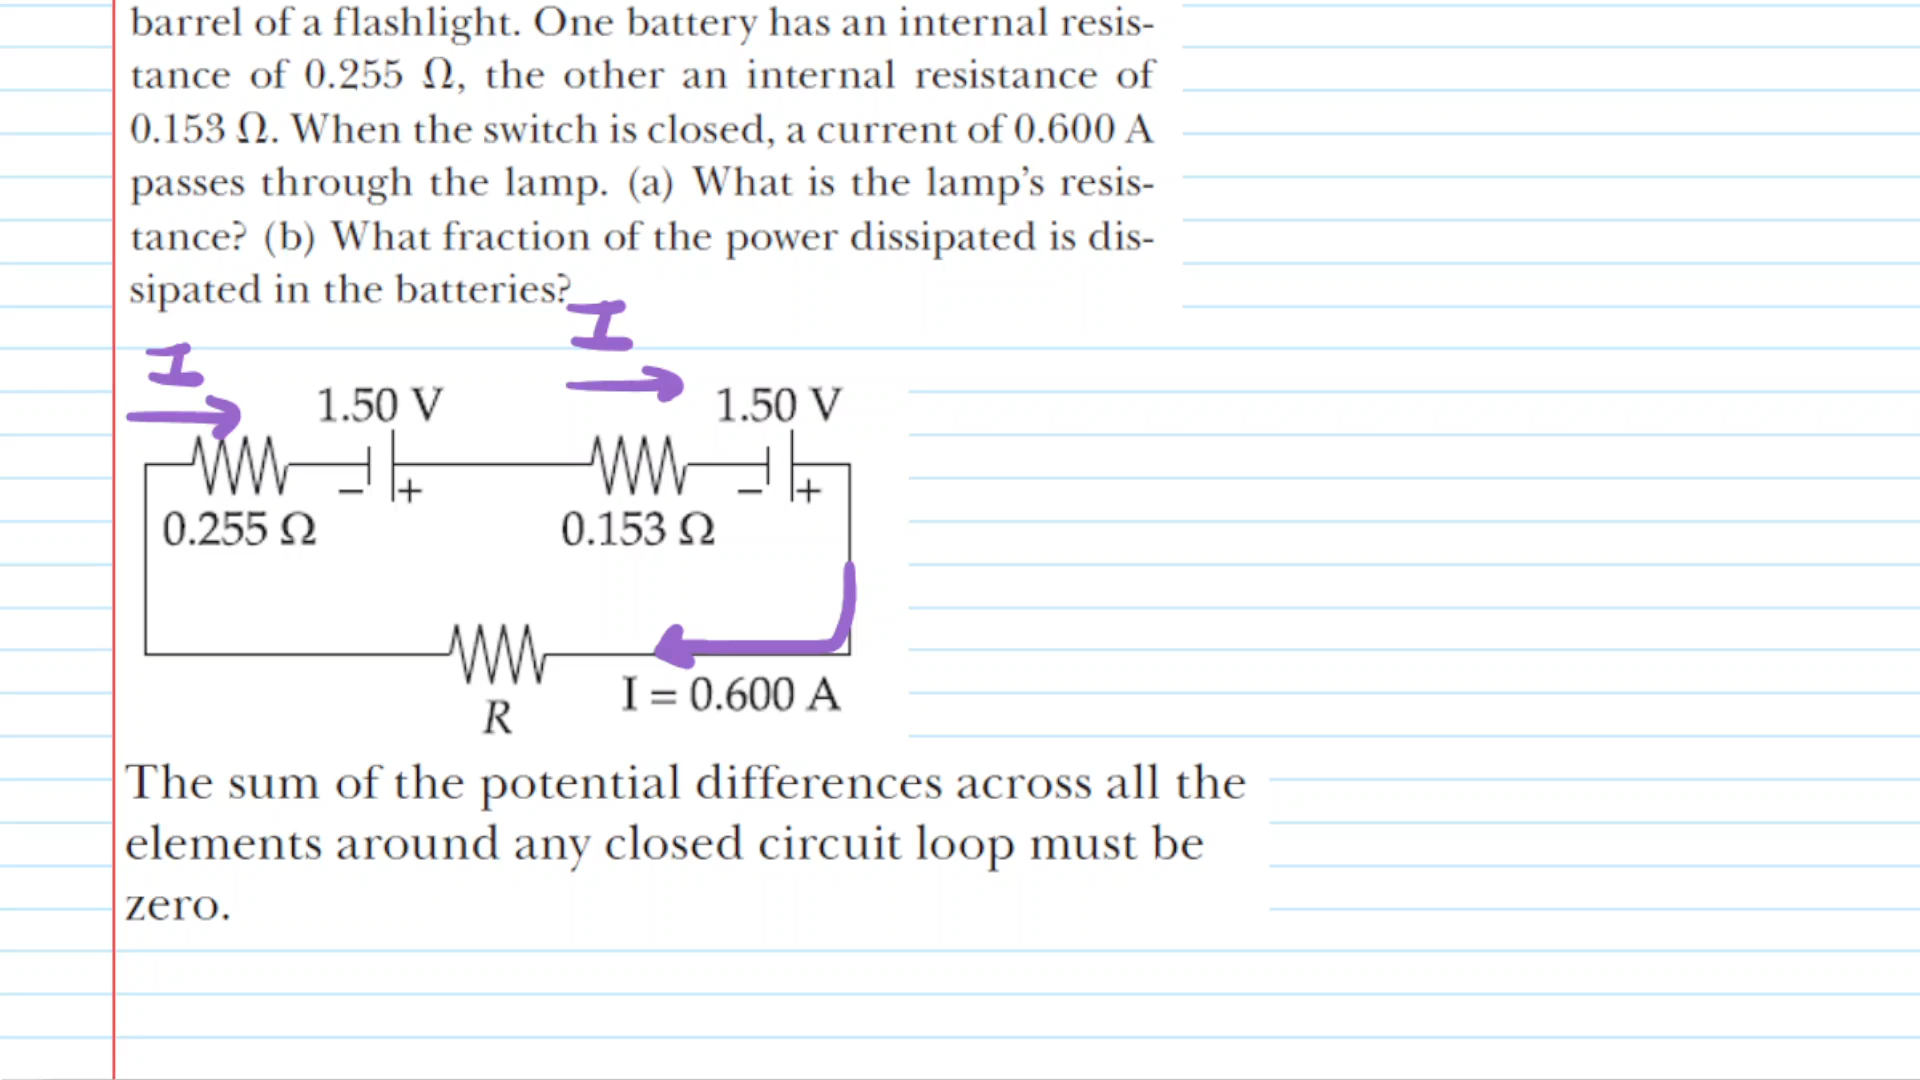 barrel of a flashlight. One battery has an internal resis-
tance of 0.255 Ω, the other an internal resistance of
0.153 Ω. When the switch is closed, a current of 0.600 A
passes through the lamp. (a) What is the lamp's resis-
tance? (b) What fraction of the power dissipated is dis-
sipated in the batteries?
I
I
1.50 V
1.50 V
− +
− +
0.255 Ω
0.153 Ω
I = 0.600 A
R
The sum of the potential differences across all the
elements around any closed circuit loop must be
zero.